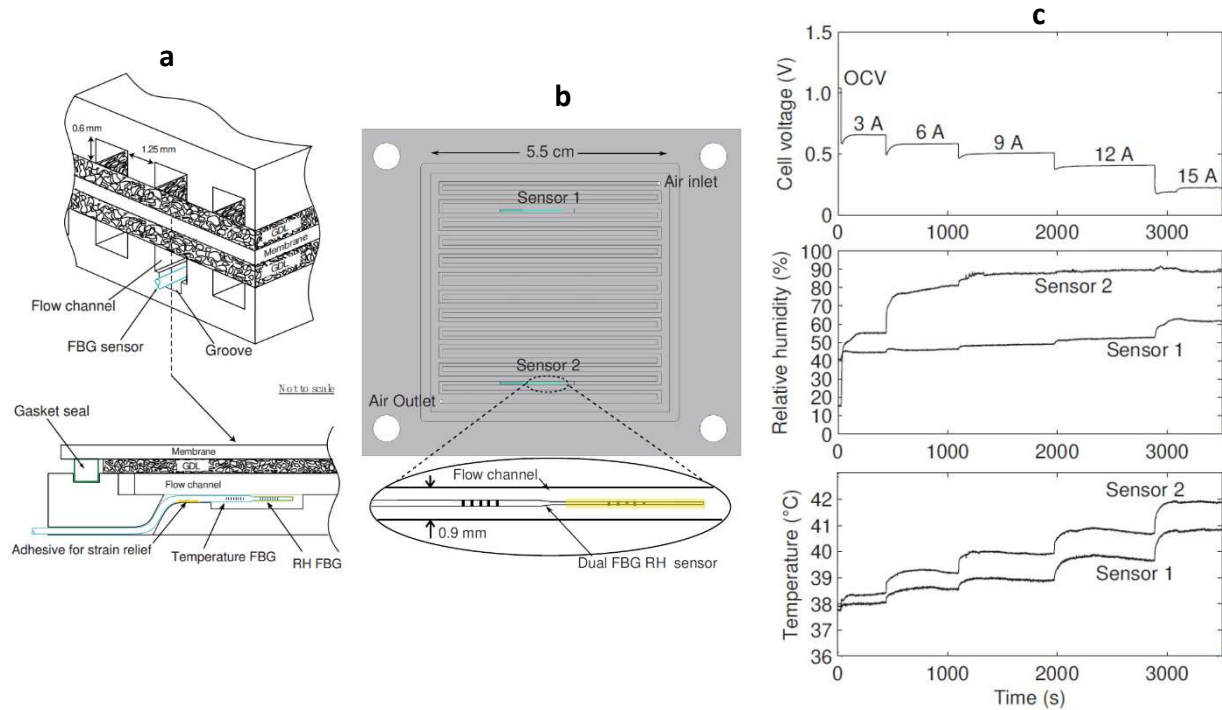 a
0.6 mm
1.25 mm
GDL
Membrane
GDL
Flow channel
FBG sensor
Groove
Not to scale
Gasket seal
Membrane
GDL
Flow channel
Adhesive for strain relief
Temperature FBG
RH FBG
b
5.5 cm
Air inlet
Sensor 1
Sensor 2
Air Outlet
Flow channel
0.9 mm
Dual FBG RH sensor
c
Cell voltage (V)
1.5
1.0
0.5
0
OCV
3 A
6 A
9 A
12 A
15 A
0
1000
2000
3000
Relative humidity (%)
100
90
80
70
60
50
40
30
20
10
0
Sensor 2
Sensor 1
0
1000
2000
3000
Temperature (°C)
42
41
40
39
38
37
36
Sensor 2
Sensor 1
0
1000
2000
3000
Time (s)